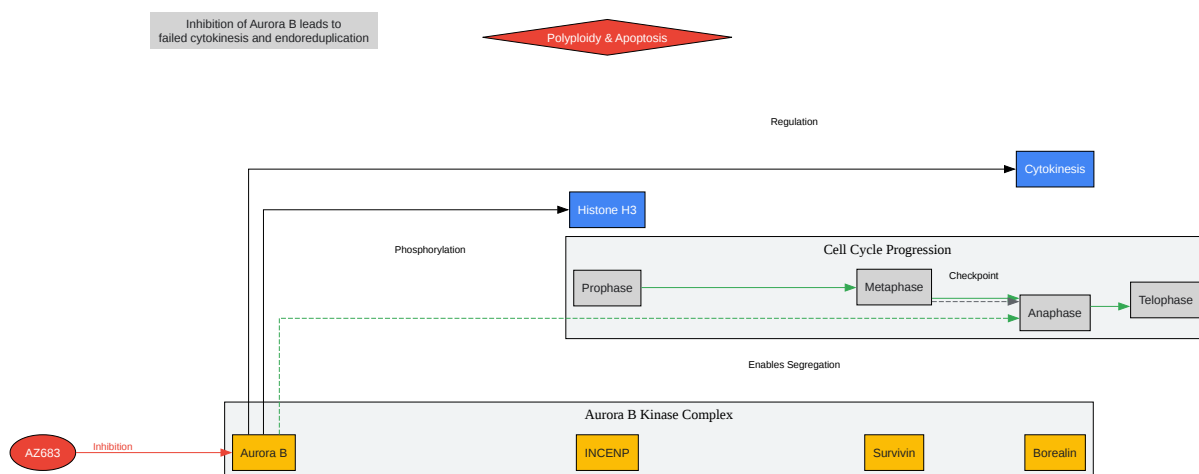 Inhibition of Aurora B leads to
failed cytokinesis and endoreduplication
Polyploidy & Apoptosis
Regulation
Cytokinesis
Histone H3
Phosphorylation
Cell Cycle Progression
Checkpoint
Prophase
Metaphase
Anaphase
Telophase
Enables Segregation
Aurora B Kinase Complex
AZ683
Inhibition
Aurora B
INCENP
Survivin
Borealin